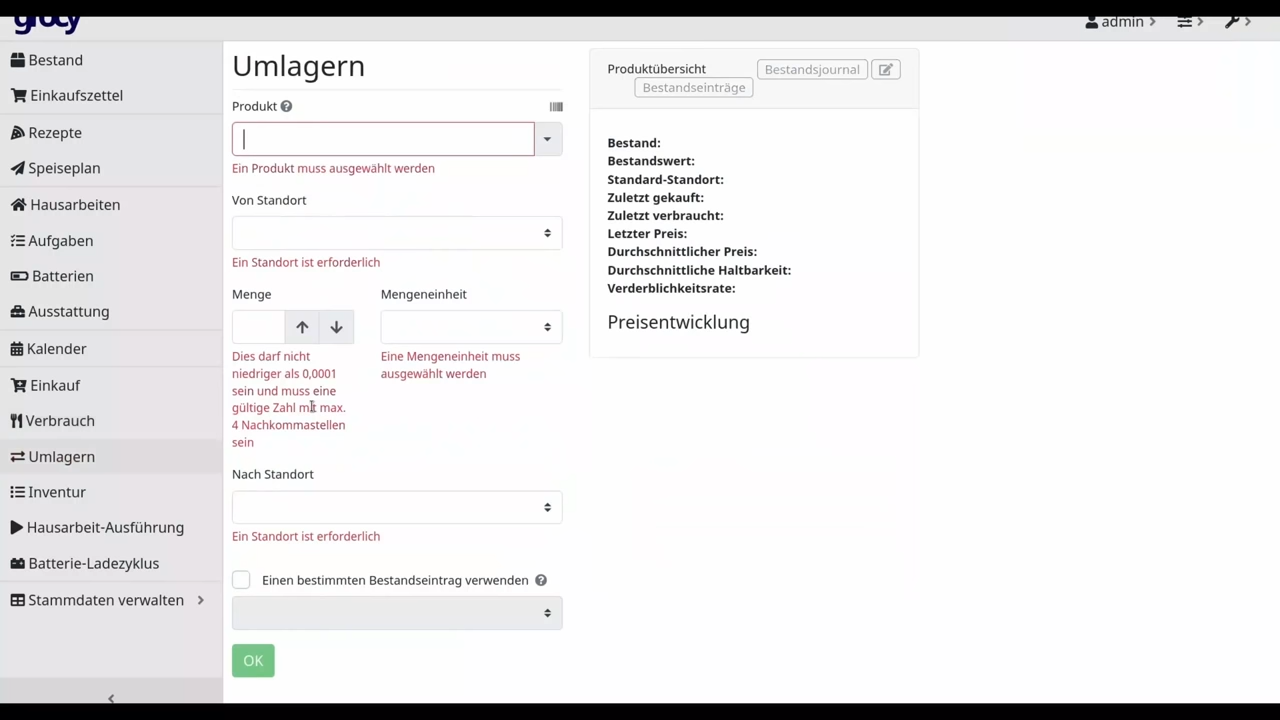 grocy
admin
Bestand
Einkaufszettel
Rezepte
Speiseplan
Hausarbeiten
Aufgaben
Batterien
Ausstattung
Kalender
Einkauf
Verbrauch
Umlagern
Inventur
Hausarbeit-Ausführung
Batterie-Ladezyklus
Stammdaten verwalten
Umlagern
Produkt
Ein Produkt muss ausgewählt werden
Von Standort
Ein Standort ist erforderlich
Menge
Mengeneinheit
Dies darf nicht
niedriger als 0,0001
sein und muss eine
gültige Zahl mit max.
4 Nachkommastellen
sein
Eine Mengeneinheit muss
ausgewählt werden
Nach Standort
Ein Standort ist erforderlich
Einen bestimmten Bestandseintrag verwenden
OK
Produktübersicht
Bestandsjournal
Bestandseinträge
Bestand:
Bestandswert:
Standard-Standort:
Zuletzt gekauft:
Zuletzt verbraucht:
Letzter Preis:
Durchschnittlicher Preis:
Durchschnittliche Haltbarkeit:
Verderblichkeitsrate:
Preisentwicklung